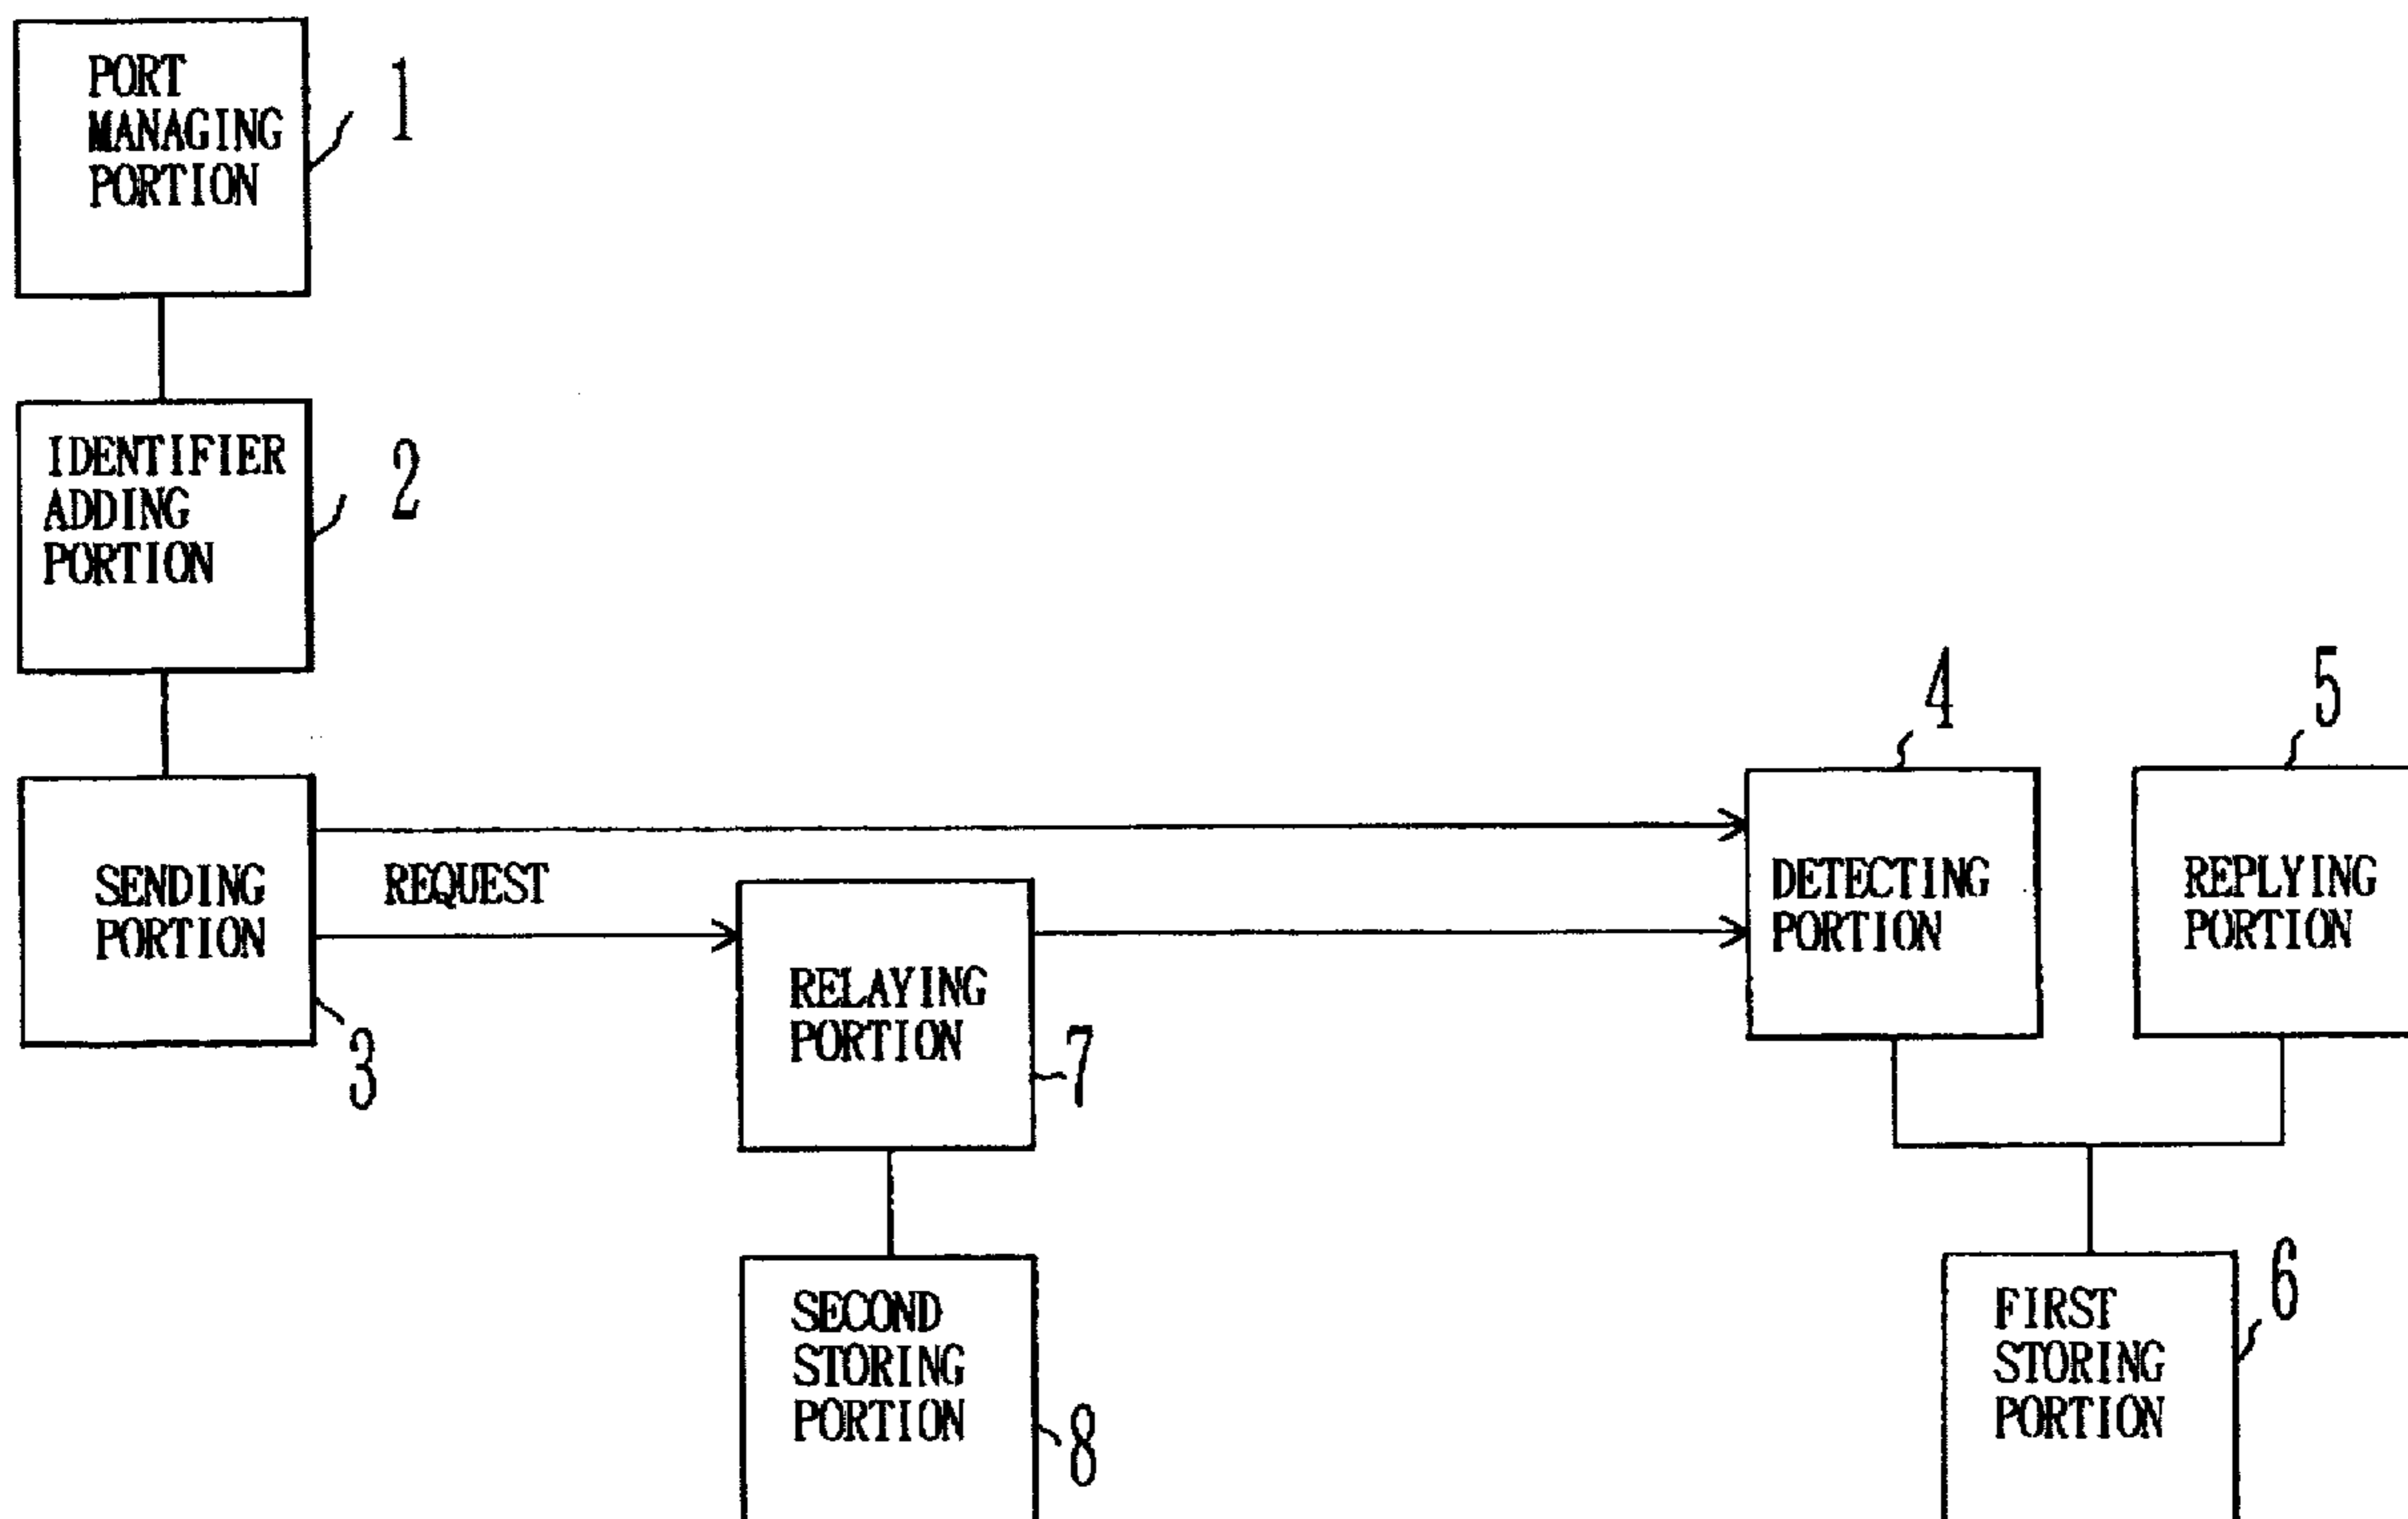 PORT
MANAGING
PORTION
1
IDENTIFIER
ADDING
PORTION
2
SENDING
PORTION
3
REQUEST
RELAYING
PORTION
7
SECOND
STORING
PORTION
8
4
DETECTING
PORTION
5
REPLYING
PORTION
FIRST
STORING
PORTION
6